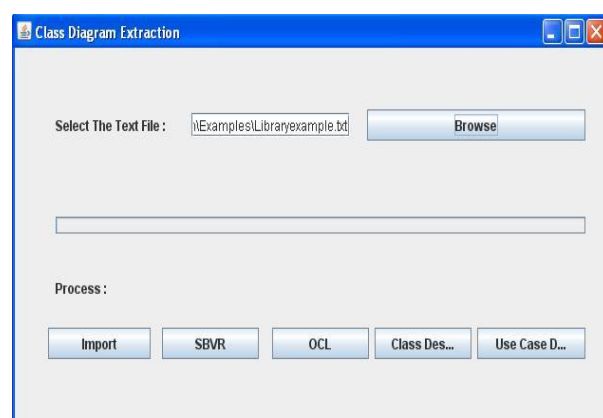 Class Diagram Extraction
Select The Text File :
\Examples\Libraryexample.txt
Browse
Process :
Import
SBVR
OCL
Class Des...
Use Case D...